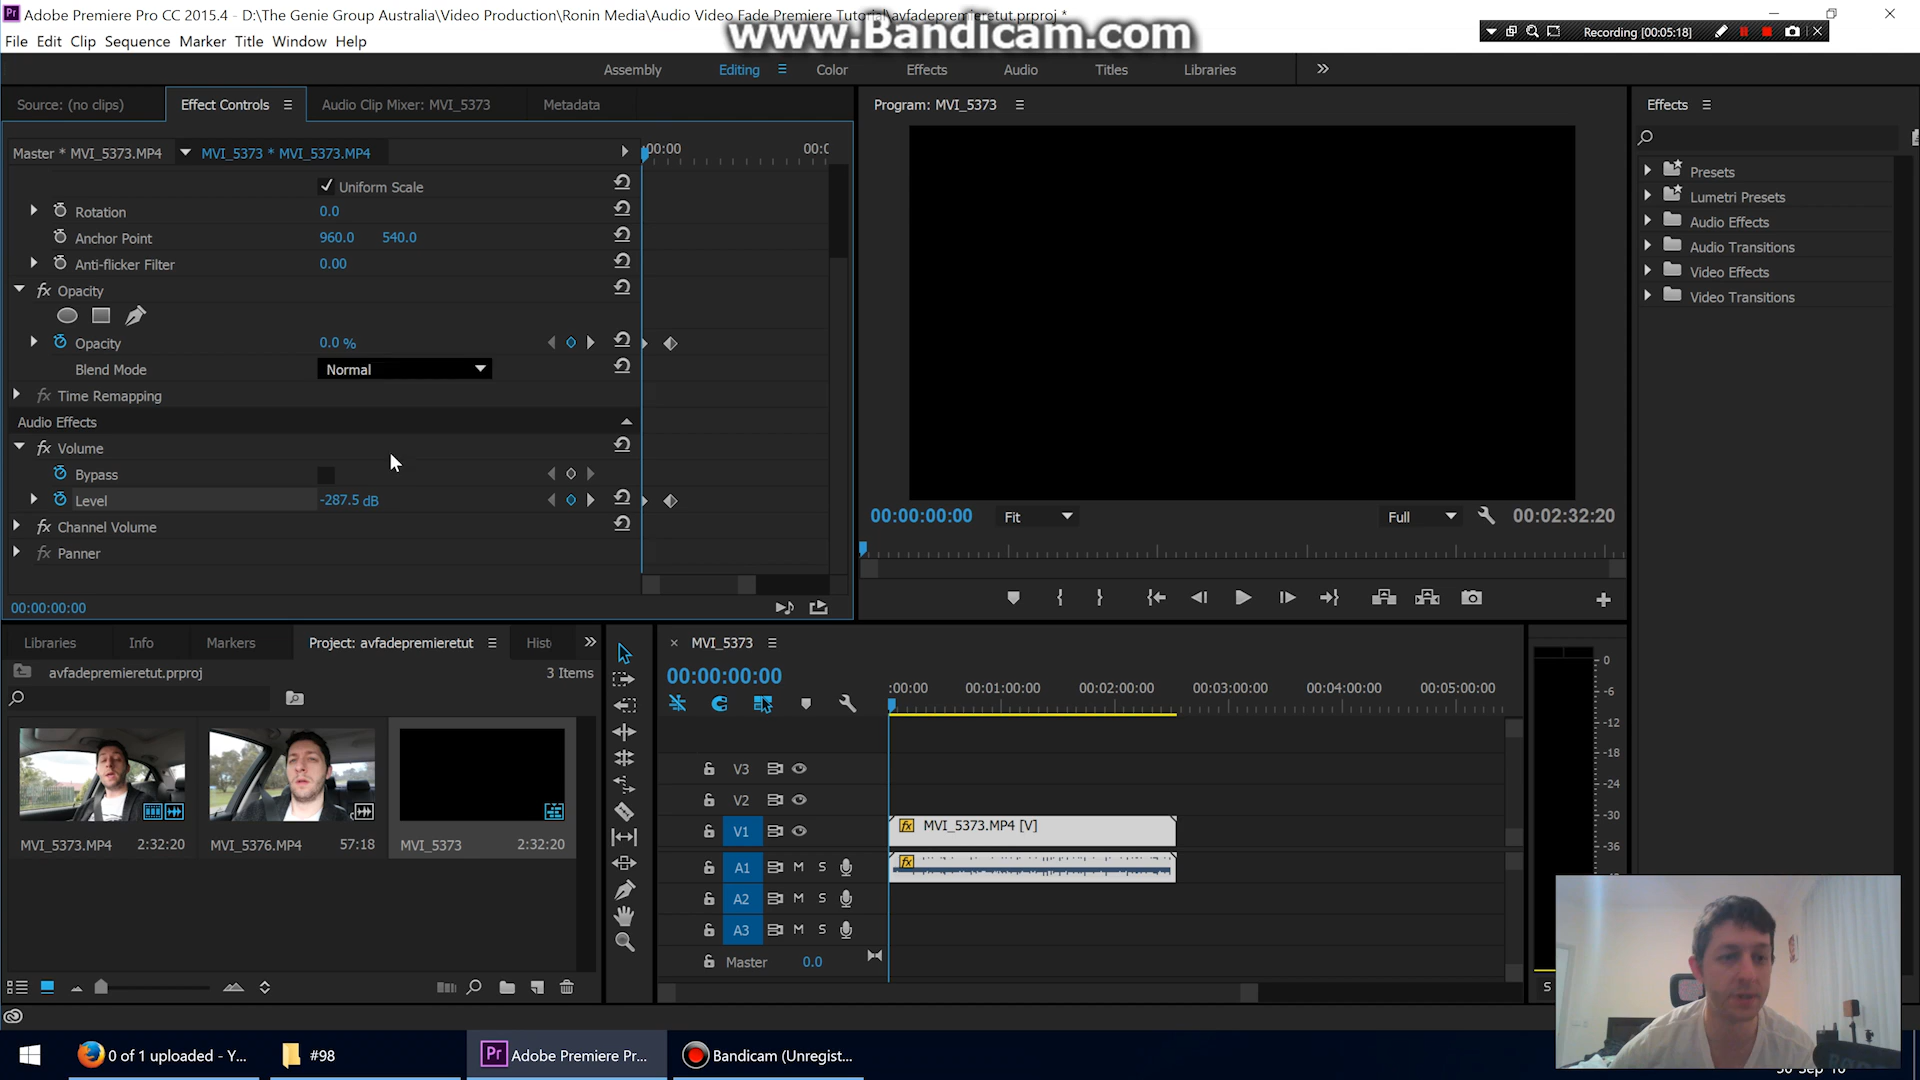 Adobe Premiere Pro CC 2015.4 - D:\The Genie Group Australia\Video Production\Ronin Media\Audio Video Fade Premiere Tutorial\avfadepremieretut.prproj *
www.Bandicam.com
Recording [00:05:18]
File Edit Clip Sequence Marker Title Window Help
Assembly Editing Color Effects Audio Titles Libraries
Source: (no clips) Effect Controls Audio Clip Mixer: MVI_5373 Metadata
Master * MVI_5373.MP4 MVI_5373 * MVI_5373.MP4
:00:00 00:0
Uniform Scale
Rotation 0.0
Anchor Point 960.0 540.0
Anti-flicker Filter 0.00
fx Opacity
Opacity 0.0 %
Blend Mode Normal
fx Time Remapping
Audio Effects
fx Volume
Bypass
Level -287.5 dB
fx Channel Volume
fx Panner
00:00:00:00
Program: MVI_5373
00:00:00:00 Fit Full 00:02:32:20
Effects
Presets
Lumetri Presets
Audio Effects
Audio Transitions
Video Effects
Video Transitions
Libraries Info Markers Project: avfadepremieretut Hist
avfadepremieretut.prproj 3 Items
MVI_5373.MP4 2:32:20
MVI_5376.MP4 57:18
MVI_5373 2:32:20
MVI_5373
00:00:00:00
:00:00 00:01:00:00 00:02:00:00 00:03:00:00 00:04:00:00 00:05:00:00
V3
V2
V1
fx MVI_5373.MP4 [V]
A1 M S
fx
A2 M S
A3 M S
Master 0.0
0
-6
-12
-18
-24
-30
-36
S
0 of 1 uploaded - Y...
#98
Pr Adobe Premiere Pr...
Bandicam (Unregist...